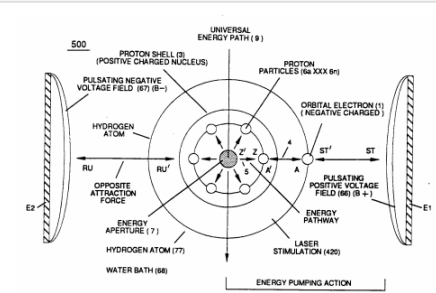 UNIVERSAL
ENERGY PATH (9)
500
PROTON SHELL (3)
(POSITIVE CHARGED NUCLEUS)
PROTON
PARTICLES (6a XXX 6n)
PULSATING NEGATIVE
VOLTAGE FIELD (67) (B-)
ORBITAL ELECTRON (1)
( NEGATIVE CHARGED )
HYDROGEN
ATOM
4
Z' Z
ST' ST
RU RU'
5 A' A
OPPOSITE
ATTRACTION
FORCE
PULSATING
POSITIVE VOLTAGE
FIELD (66) (B +)
E2
E1
ENERGY
APERTURE (7)
ENERGY
PATHWAY
HYDROGEN ATOM (77)
LASER
STIMULATION (420)
WATER BATH (68)
ENERGY PUMPING ACTION